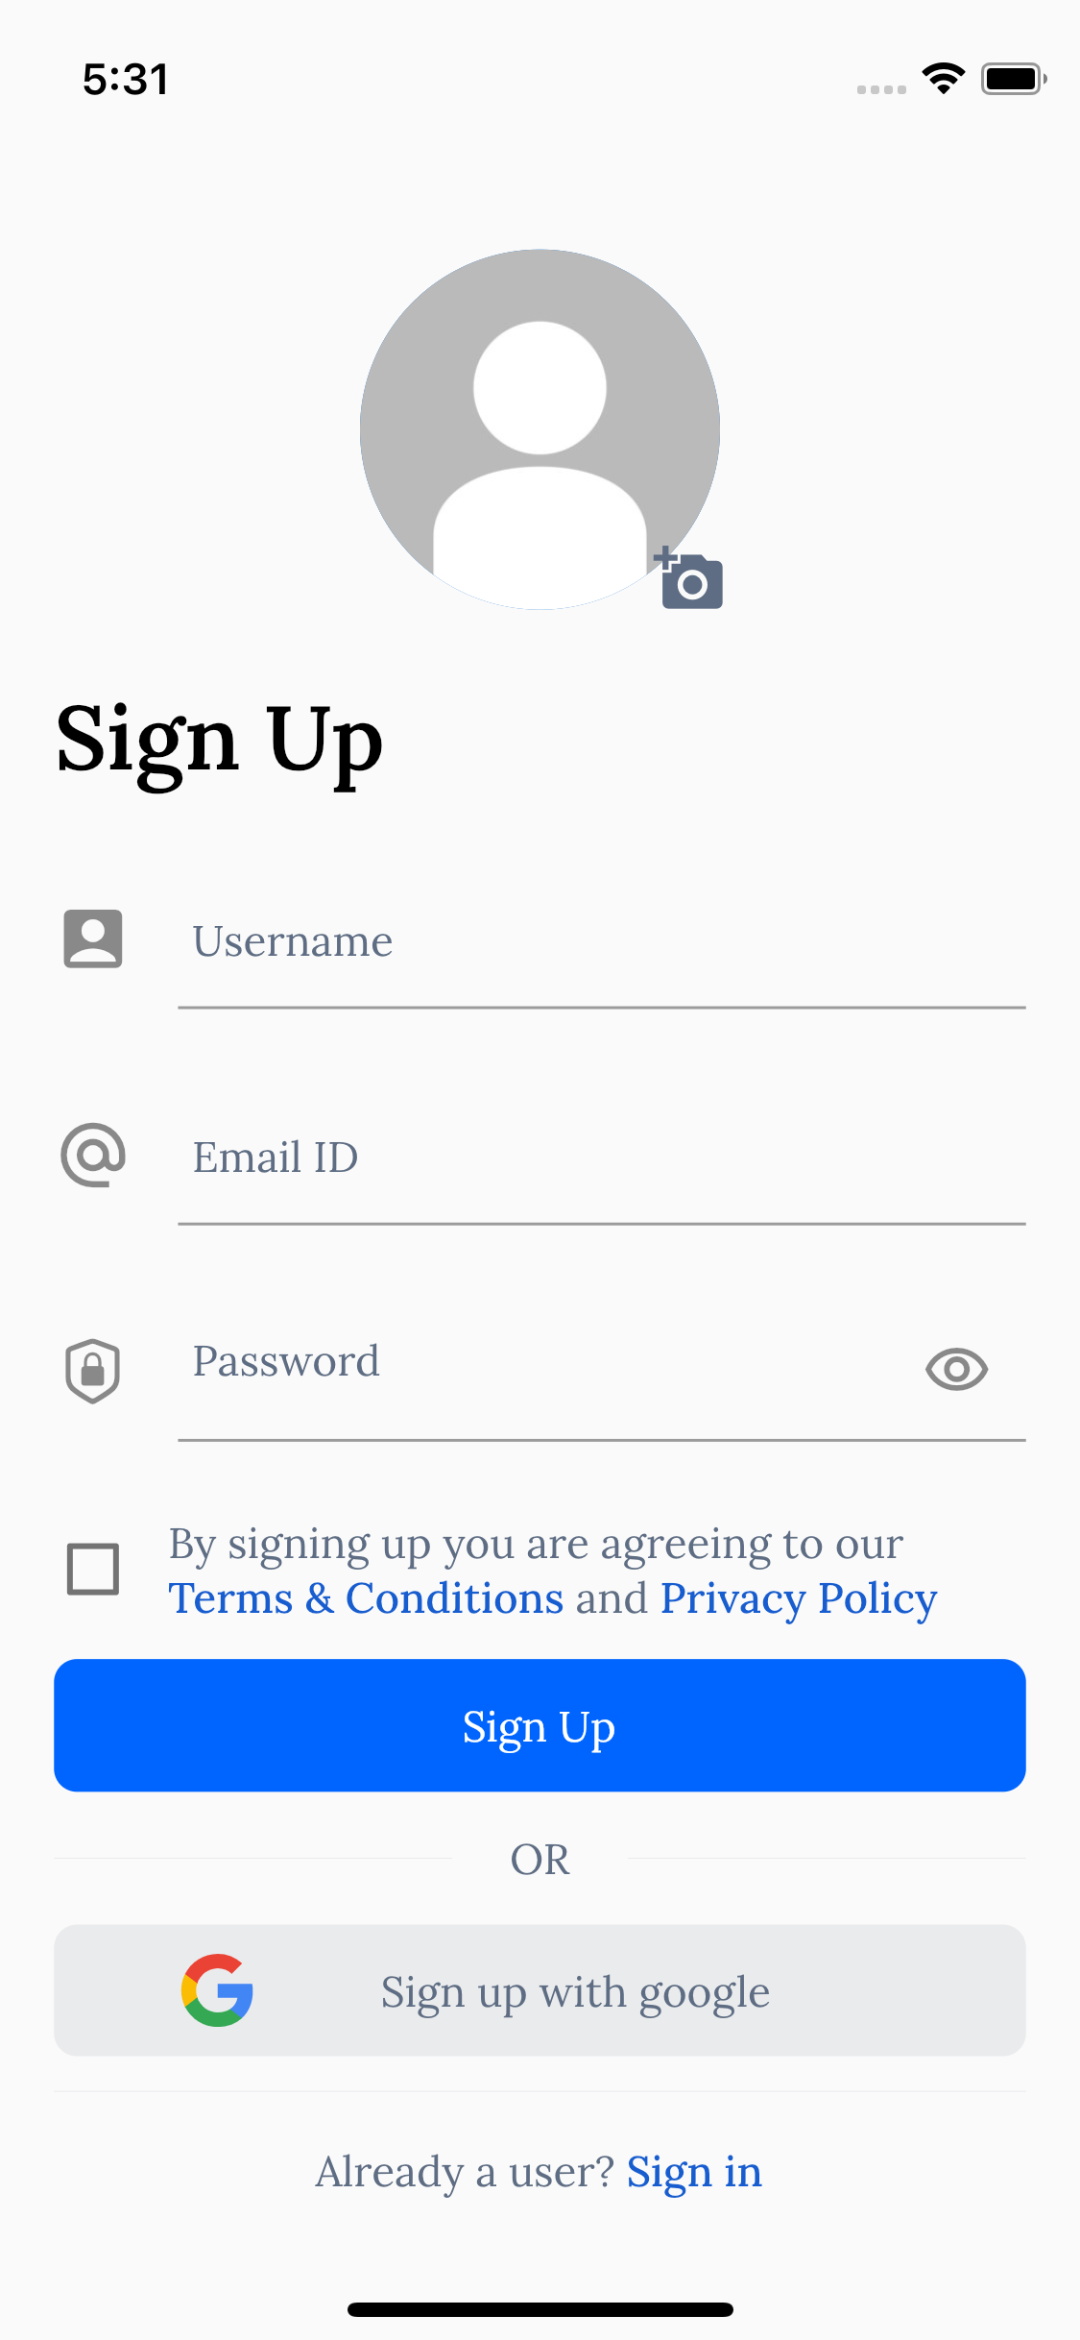 5:31
Sign Up
Username
Email ID
Password
By signing up you are agreeing to our
Terms & Conditions and Privacy Policy
Sign Up
OR
Sign up with google
Already a user? Sign in